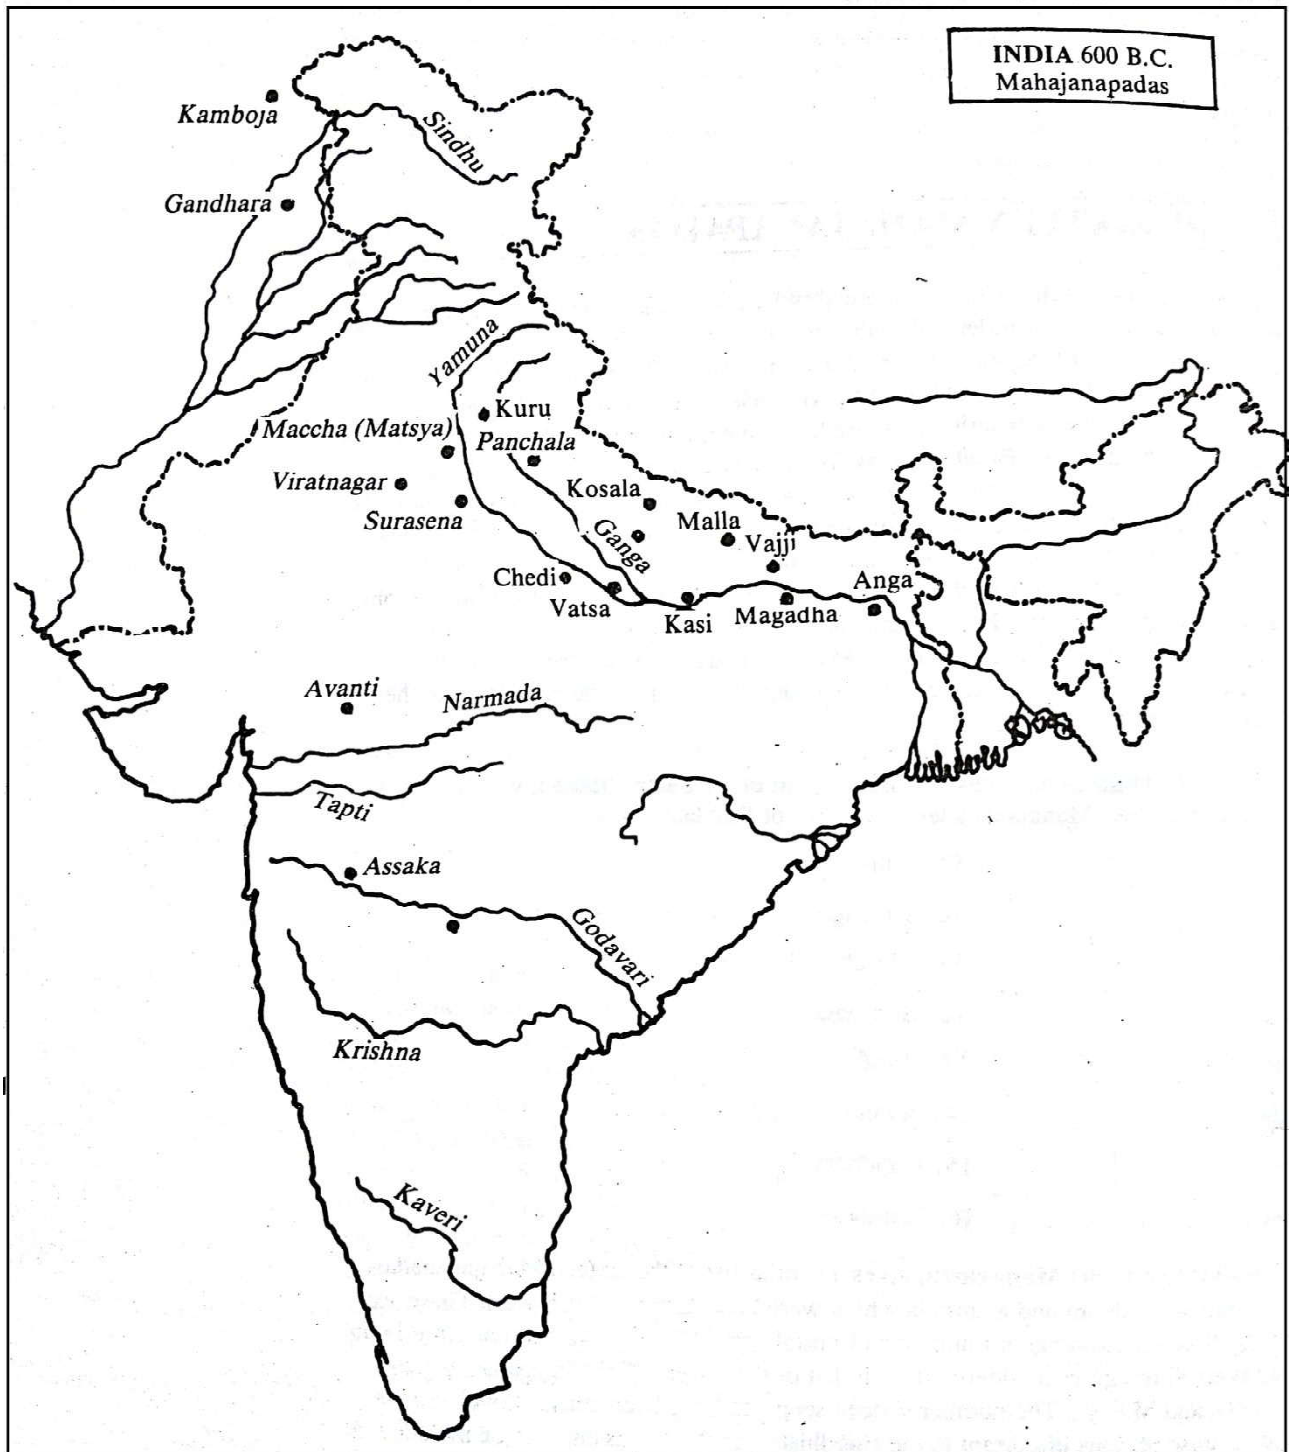 INDIA 600 B.C.
Mahajanapadas
Kamboja
Sindhu
Gandhara
Yamuna
Kuru
Maccha (Matsya)
Panchala
Viratnagar
Kosala
Surasena
Malla
Ganga
Vajji
Chedi
Anga
Vatsa
Kasi
Magadha
Avanti
Narmada
Tapti
Assaka
Godavari
Krishna
Kaveri